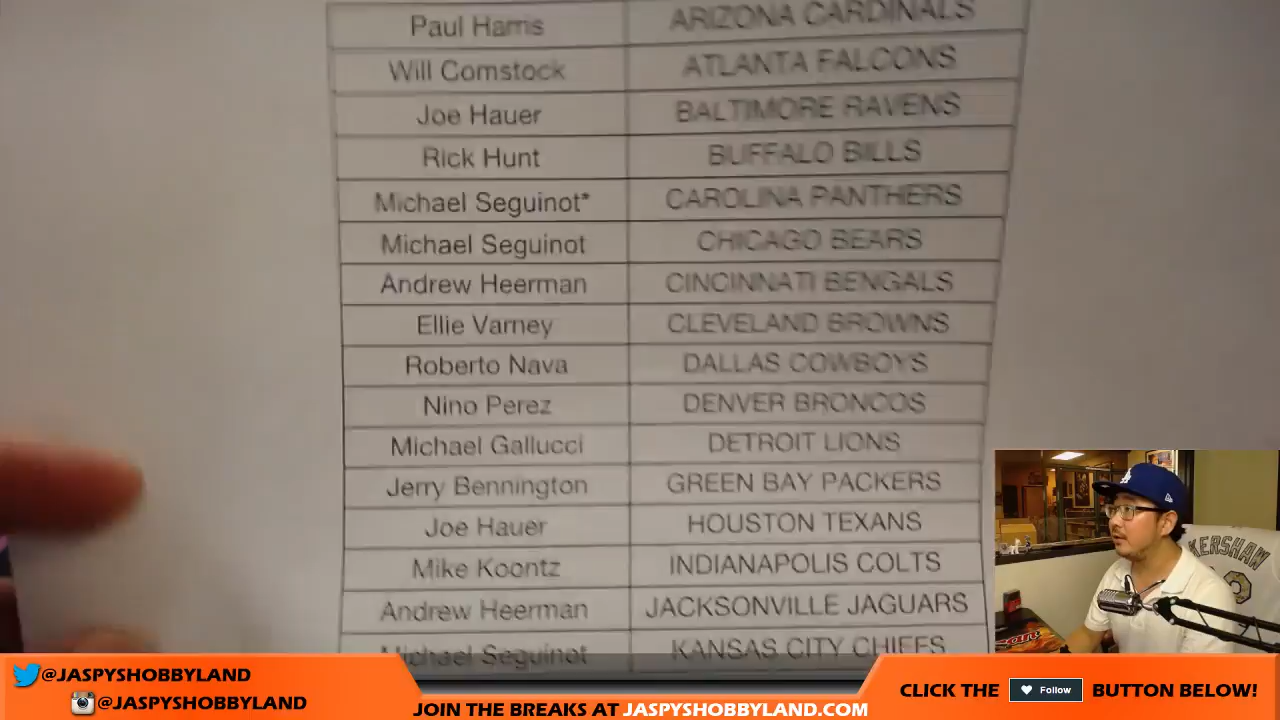 Paul Harris ARIZONA CARDINALS
Will Comstock ATLANTA FALCONS
Joe Hauer BALTIMORE RAVENS
Rick Hunt BUFFALO BILLS
Michael Seguinot* CAROLINA PANTHERS
Michael Seguinot CHICAGO BEARS
Andrew Heerman CINCINNATI BENGALS
Ellie Varney CLEVELAND BROWNS
Roberto Nava DALLAS COWBOYS
Nino Perez DENVER BRONCOS
Michael Gallucci DETROIT LIONS
Jerry Bennington GREEN BAY PACKERS
Joe Hauer HOUSTON TEXANS
Mike Koontz INDIANAPOLIS COLTS
Andrew Heerman JACKSONVILLE JAGUARS
Michael Seguinot KANSAS CITY CHIEFS
KERSHAW
@JASPYSHOBBYLAND
@JASPYSHOBBYLAND
JOIN THE BREAKS AT JASPYSHOBBYLAND.COM
CLICK THE Follow BUTTON BELOW!